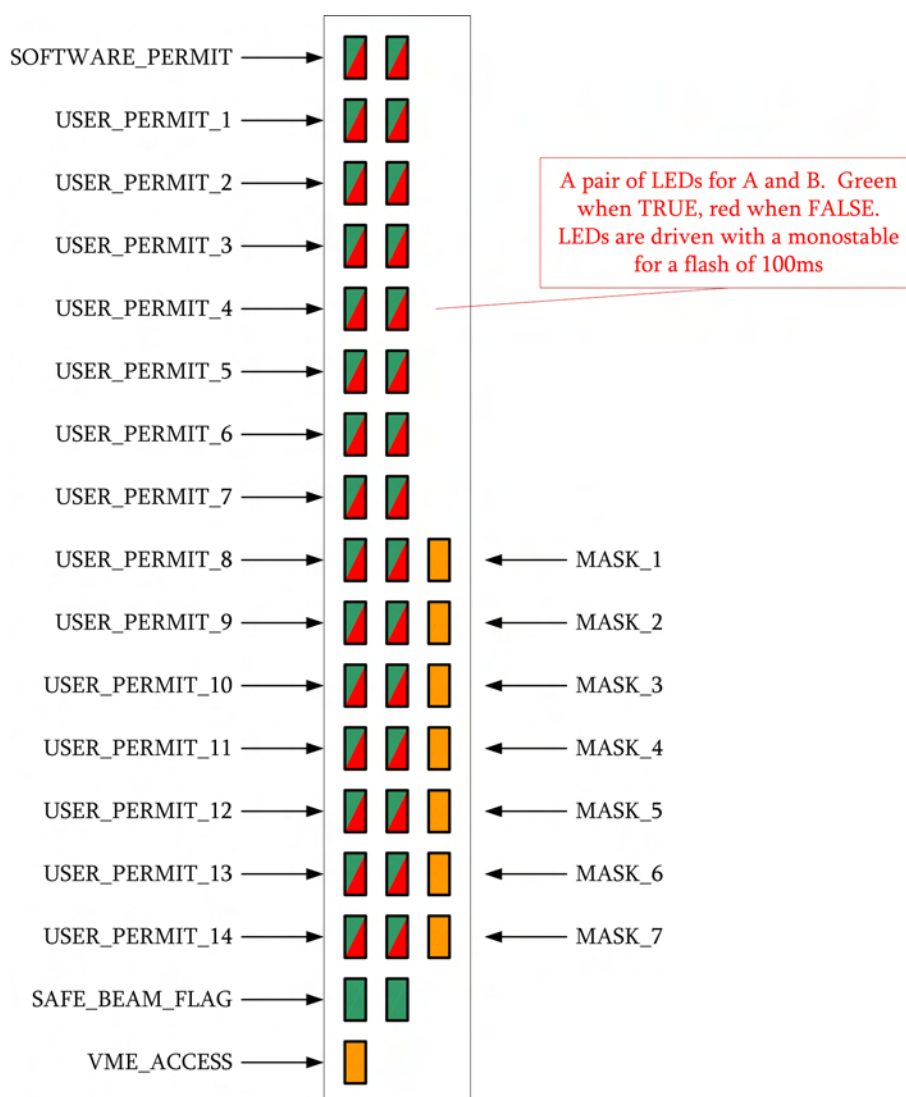 SOFTWARE_PERMIT
USER_PERMIT_1
USER_PERMIT_2
USER_PERMIT_3
USER_PERMIT_4
USER_PERMIT_5
USER_PERMIT_6
USER_PERMIT_7
USER_PERMIT_8
USER_PERMIT_9
USER_PERMIT_10
USER_PERMIT_11
USER_PERMIT_12
USER_PERMIT_13
USER_PERMIT_14
SAFE_BEAM_FLAG
VME_ACCESS
A pair of LEDs for A and B. Green
when TRUE, red when FALSE.
LEDs are driven with a monostable
for a flash of 100ms
MASK_1
MASK_2
MASK_3
MASK_4
MASK_5
MASK_6
MASK_7